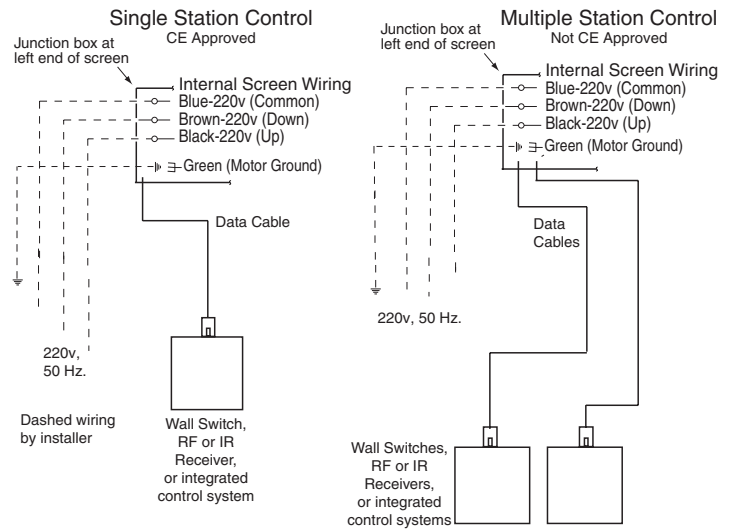 Single Station Control
CE Approved
Junction box at
left end of screen
Internal Screen Wiring
Blue-220v (Common)
Brown-220v (Down)
Black-220v (Up)
Green (Motor Ground)
Data Cable
220v,
50 Hz.
Dashed wiring
by installer
Wall Switch,
RF or IR
Receiver,
or integrated
control system
Multiple Station Control
Not CE Approved
Junction box at
left end of screen
Internal Screen Wiring
Blue-220v (Common)
Brown-220v (Down)
Black-220v (Up)
Green (Motor Ground)
Data
Cables
220v, 50 Hz.
Wall Switches,
RF or IR
Receivers,
or integrated
control systems